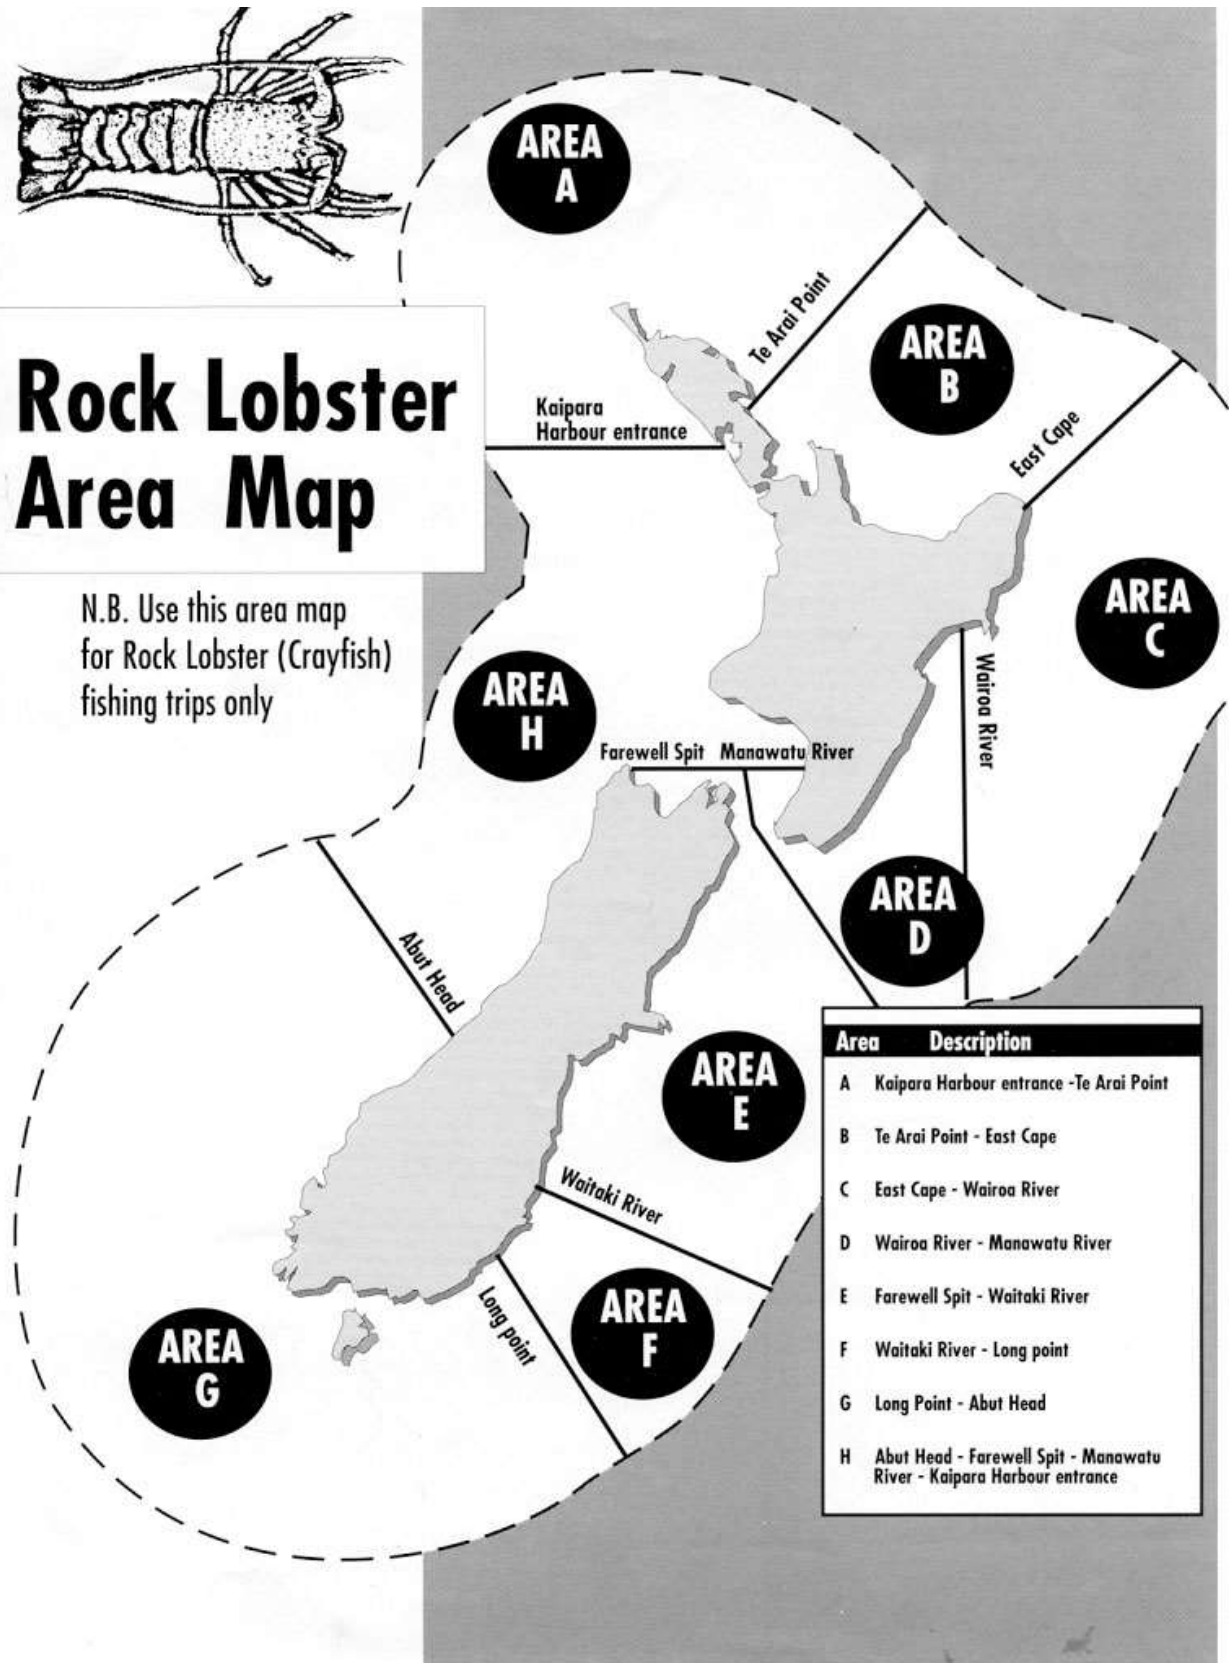 AREA
A
Te Arai Point
AREA
B
Rock Lobster
Area Map
Kaipara
Harbour entrance
East Cape
N.B. Use this area map
for Rock Lobster (Crayfish)
fishing trips only
AREA
C
AREA
H
Wairoa River
Farewell Spit Manawatu River
AREA
D
Abut Head
AREA
E
Waitaki River
AREA
F
Long point
AREA
G
Area Description
A Kaipara Harbour entrance -Te Arai Point
B Te Arai Point - East Cape
C East Cape - Wairoa River
D Wairoa River - Manawatu River
E Farewell Spit - Waitaki River
F Waitaki River - Long point
G Long Point - Abut Head
H Abut Head - Farewell Spit - Manawatu
River - Kaipara Harbour entrance